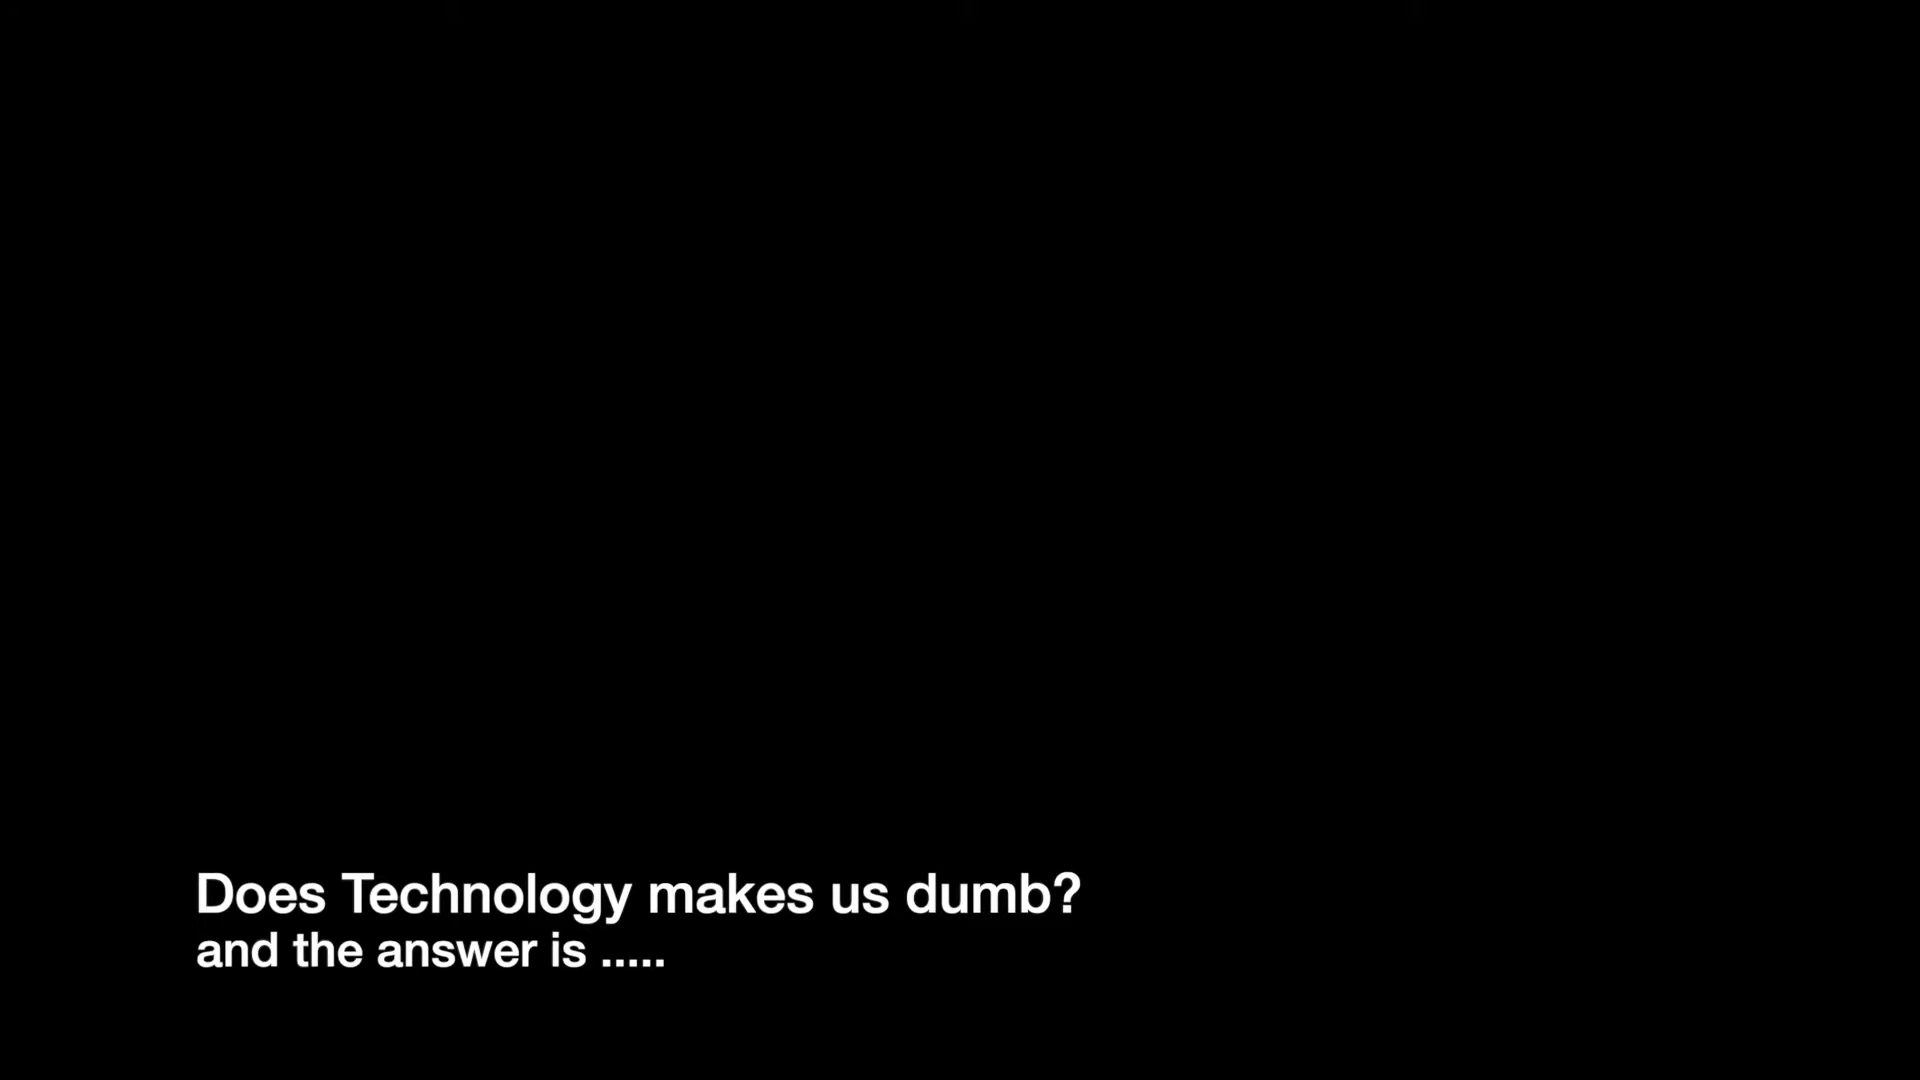 Does Technology makes us dumb?
and the answer is .....